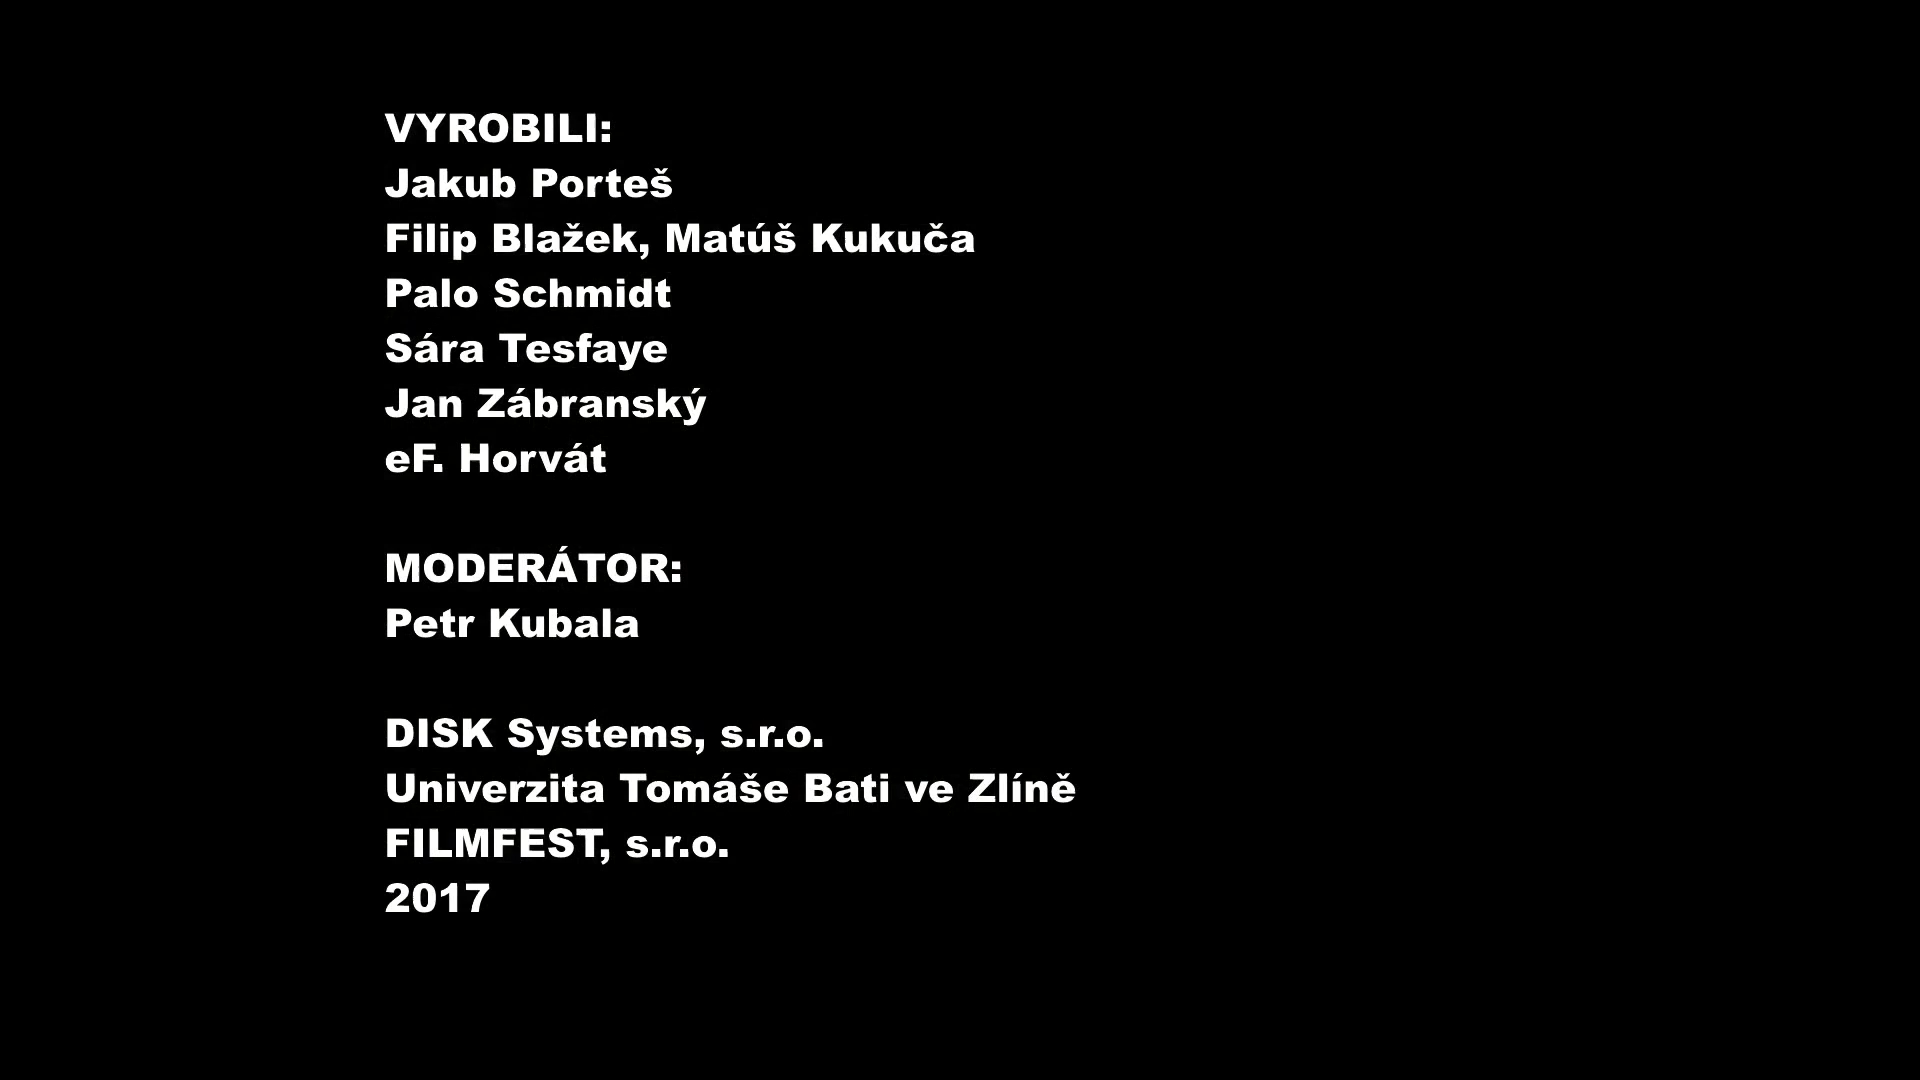 VYROBILI:
Jakub Porteš
Filip Blažek, Matúš Kukuča
Palo Schmidt
Sára Tesfaye
Jan Zábranský
eF. Horvát
MODERÁTOR:
Petr Kubala
DISK Systems, s.r.o.
Univerzita Tomáše Bati ve Zlíně
FILMFEST, s.r.o.
2017